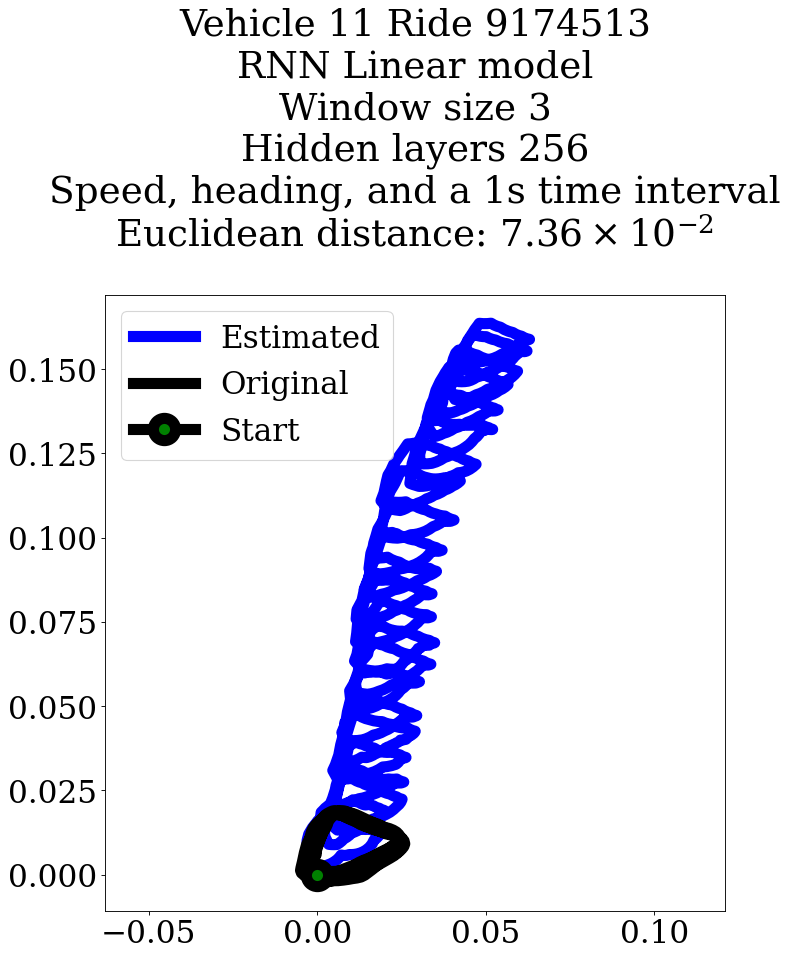 Vehicle 11 Ride 9174513
RNN Linear model
Window size 3
Hidden layers 256
Speed, heading, and a 1s time interval
Euclidean distance: 7.36 × 10⁻²
Estimated
Original
Start
0.150
0.125
0.100
0.075
0.050
0.025
0.000
−0.05 0.00 0.05 0.10